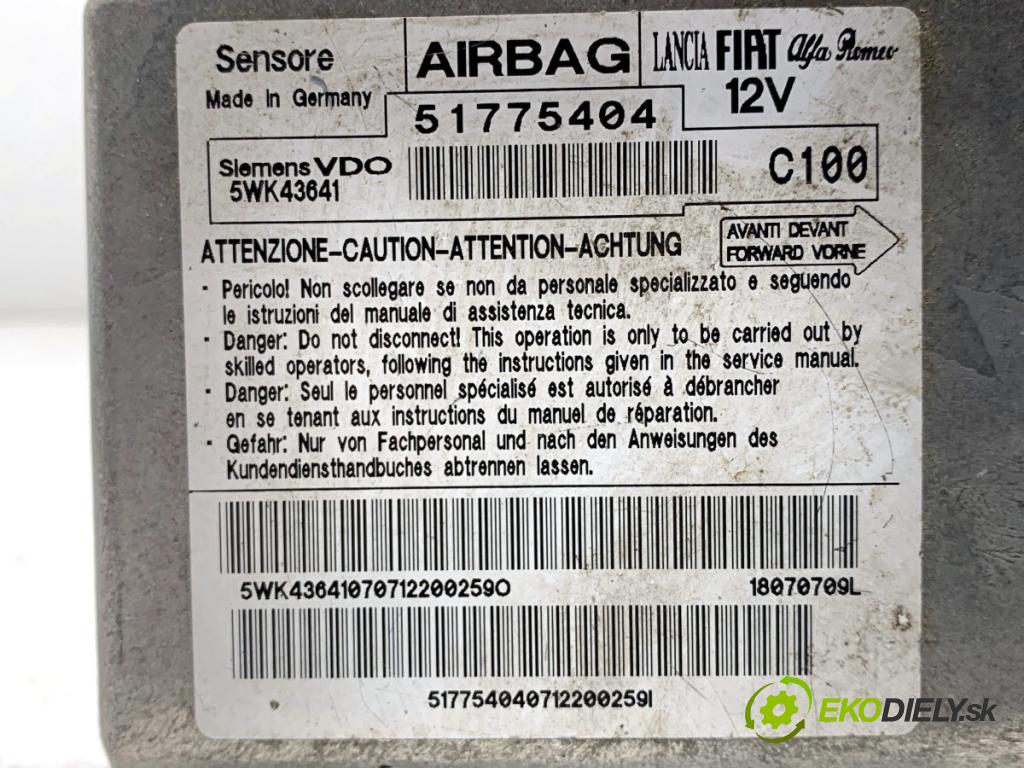 Sensore
AIRBAG
LANCIA FIAT Alfa Romeo
Made in Germany
51775404
12V
Siemens VDO
5WK43641
C100
ATTENZIONE-CAUTION-ATTENTION-ACHTUNG
AVANTI DEVANT
FORWARD VORNE
· Pericolo! Non scollegare se non da personale specializzato e seguendo
le istruzioni del manuale di assistenza tecnica.
· Danger: Do not disconnect! This operation is only to be carried out by
skilled operators, following the instructions given in the service manual.
· Danger: Seul le personnel spécialisé est autorisé à débrancher
en se tenant aux instructions du manuel de réparation.
· Gefahr: Nur von Fachpersonal und nach den Anweisungen des
Kundendiensthandbuches abtrennen lassen.
5WK436410707122002590
18070709L
517754040712200259I
EKODIELY.sk